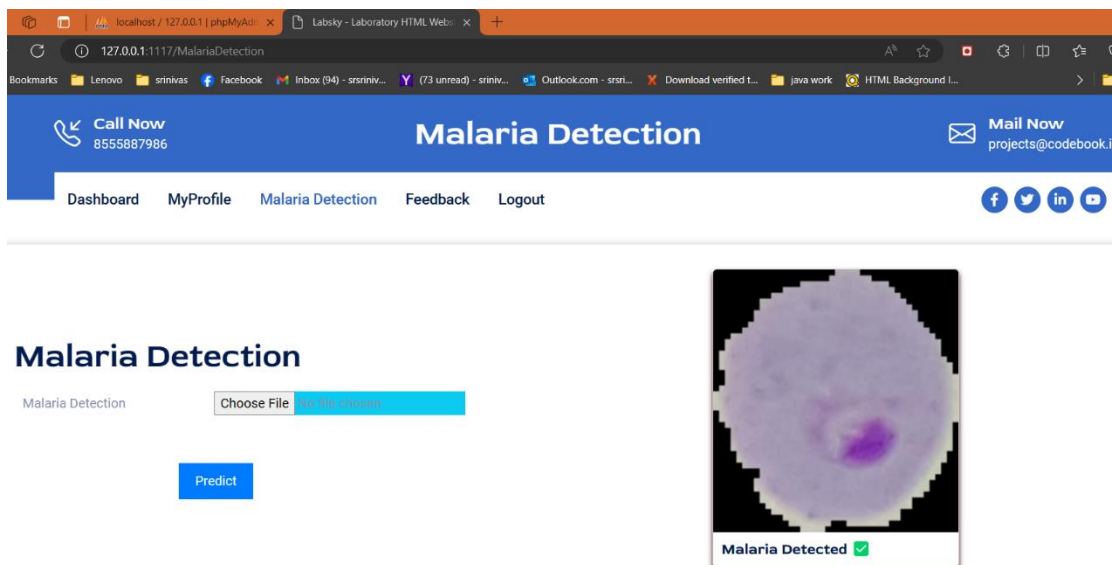 localhost / 127.0.0.1 | phpMyAd
Labsky - Laboratory HTML Webs
127.0.0.1:1117/MalariaDetection
Bookmarks Lenovo srinivas Facebook Inbox (94) - srsriniv... (73 unread) - sriniv... Outlook.com - srsri... Download verified t... java work HTML Background I...
Call Now
8555887986
Malaria Detection
Mail Now
projects@codebook.i
Dashboard MyProfile Malaria Detection Feedback Logout
Malaria Detection
Malaria Detection Choose File No file chosen
Predict
Malaria Detected